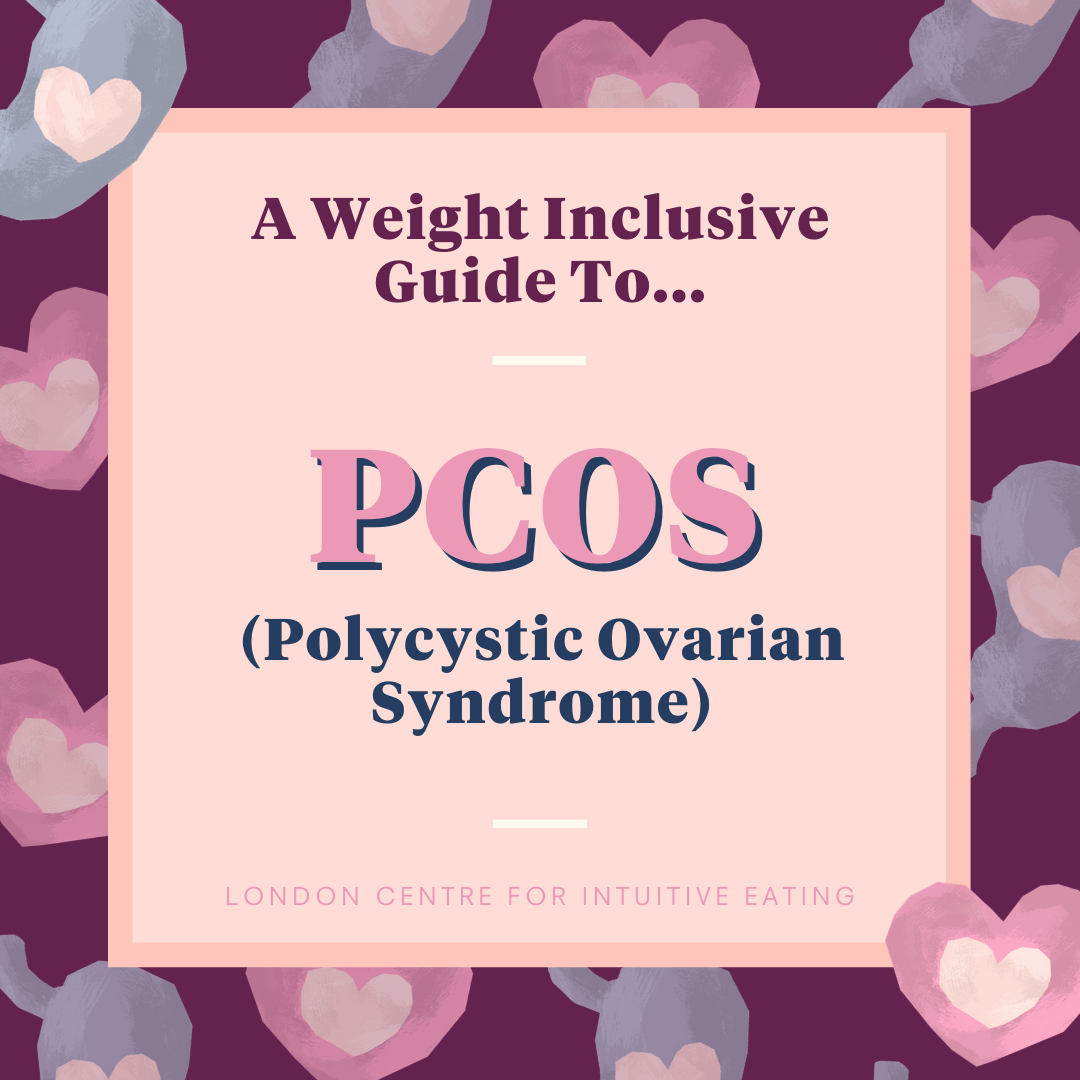 A Weight Inclusive
Guide To...
PCOS
(Polycystic Ovarian
Syndrome)
LONDON CENTRE FOR INTUITIVE EATING